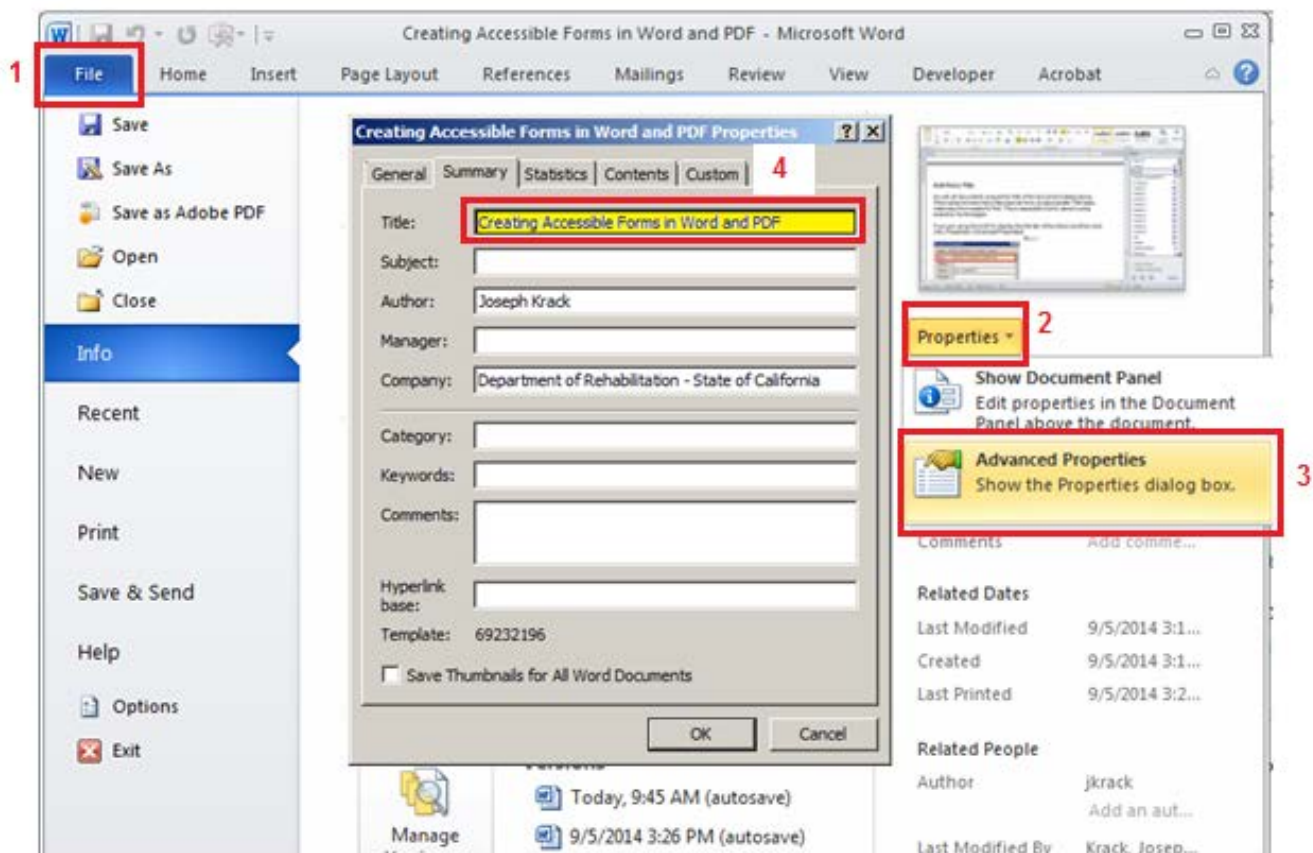 Creating Accessible Forms in Word and PDF - Microsoft Word
1
File Home Insert Page Layout References Mailings Review View Developer Acrobat
Save
Save As
Save as Adobe PDF
Open
Close
Info
Recent
New
Print
Save & Send
Help
Options
Exit
Creating Accessible Forms in Word and PDF Properties
General Summary Statistics Contents Custom
4
Title: Creating Accessible Forms in Word and PDF
Subject:
Author: Joseph Krack
Manager:
Company: Department of Rehabilitation - State of California
Category:
Keywords:
Comments:
Hyperlink
base:
Template: 69232196
Save Thumbnails for All Word Documents
OK Cancel
Manage
Versions
Today, 9:45 AM (autosave)
9/5/2014 3:26 PM (autosave)
Properties
2
Show Document Panel
Edit properties in the Document
Panel above the document.
Advanced Properties
Show the Properties dialog box.
3
Comments Add comme...
Related Dates
Last Modified 9/5/2014 3:1...
Created 9/5/2014 3:1...
Last Printed 9/5/2014 3:2...
Related People
Author jkrack
Add an aut...
Last Modified By Krack, Josep...